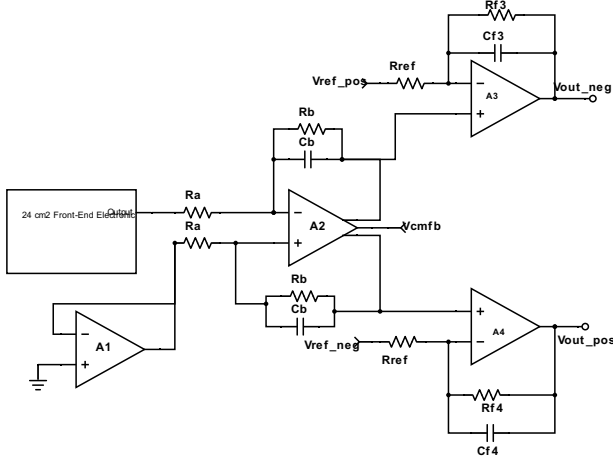 Rf3
Cf3
Rref
Vref_pos
−
A3
+
Vout_neg
Rb
Cb
Ra
24 cm2 Front-End Electronic
Output
Ra
−
A2
+
Vcmfb
Rb
Cb
+
A4
−
Vout_pos
Vref_neg
Rref
−
A1
+
Rf4
Cf4